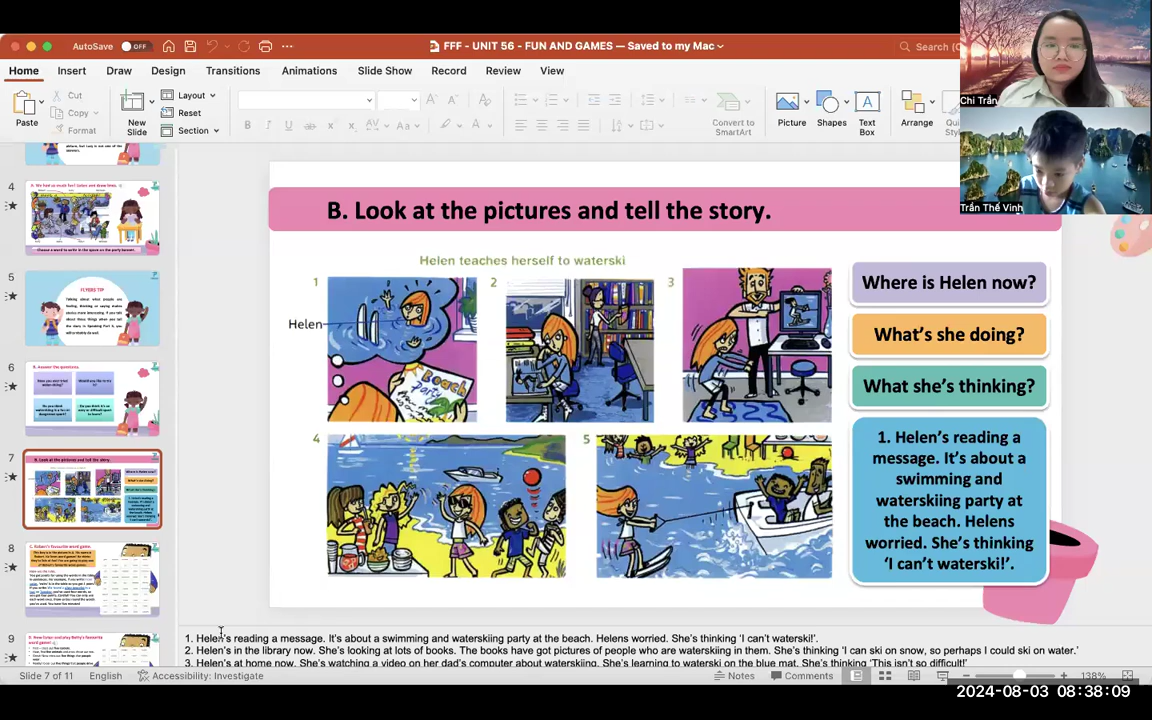 AutoSave OFF
FFF - UNIT 56 - FUN AND GAMES — Saved to my Mac
Search (C
Home Insert Draw Design Transitions Animations Slide Show Record Review View
Paste
Cut
Copy
Format
New Slide
Layout
Reset
Section
Convert to SmartArt
Picture
Shapes
Text Box
Arrange
Chi Trần
Trần Thế Vinh
4
5
FLYERS TIP
6
7
8
9
B. Look at the pictures and tell the story.
Helen teaches herself to waterski
1
2
3
Helen
Beach
Party
4
5
Where is Helen now?
What's she doing?
What she's thinking?
1. Helen's reading a
message. It's about a
swimming and
waterskiing party at
the beach. Helens
worried. She's thinking
'I can't waterski!'.
1. Helen's reading a message. It's about a swimming and waterskiing party at the beach. Helens worried. She's thinking 'I can't waterski!'.
2. Helen's in the library now. She's looking at lots of books. The books have got pictures of people who are waterskiing in them. She's thinking 'I can ski on snow, so perhaps I could ski on water.'
3. Helen's at home now. She's watching a video on her dad's computer about waterskiing. She's learning to waterski on the blue mat. She's thinking 'This isn't so difficult!'
Slide 7 of 11 English Accessibility: Investigate
Notes Comments 138%
2024-08-03 08:38:09